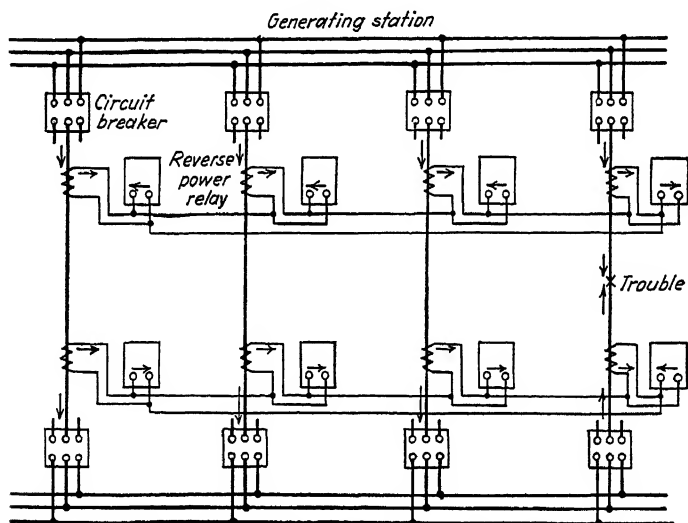 Generating station
Circuit
breaker
Reverse
power
relay
Trouble